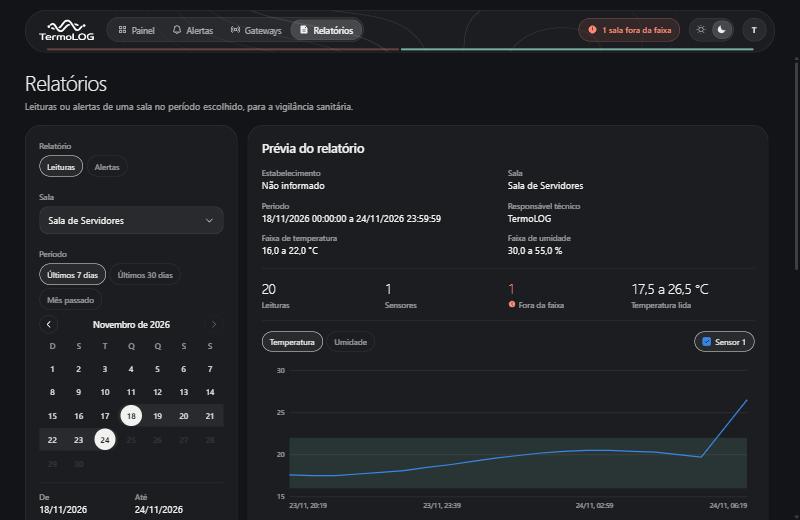 TermoLOG
Painel
Alertas
Gateways
Relatórios
1 sala fora da faixa
T
Relatórios
Leituras ou alertas de uma sala no período escolhido, para a vigilância sanitária.
Relatório
Leituras
Alertas
Sala
Sala de Servidores
Período
Últimos 7 dias
Últimos 30 dias
Mês passado
Novembro de 2026
D S T Q Q S S
1 2 3 4 5 6 7
8 9 10 11 12 13 14
15 16 17 18 19 20 21
22 23 24 25 26 27 28
29 30
De
18/11/2026
Até
24/11/2026
Prévia do relatório
Estabelecimento
Não informado
Sala
Sala de Servidores
Período
18/11/2026 00:00:00 a 24/11/2026 23:59:59
Responsável técnico
TermoLOG
Faixa de temperatura
16,0 a 22,0 °C
Faixa de umidade
30,0 a 55,0 %
20
Leituras
1
Sensores
1
Fora da faixa
17,5 a 26,5 °C
Temperatura lida
Temperatura
Umidade
Sensor 1
30
25
20
15
23/11, 20:19
23/11, 23:39
24/11, 02:59
24/11, 06:19